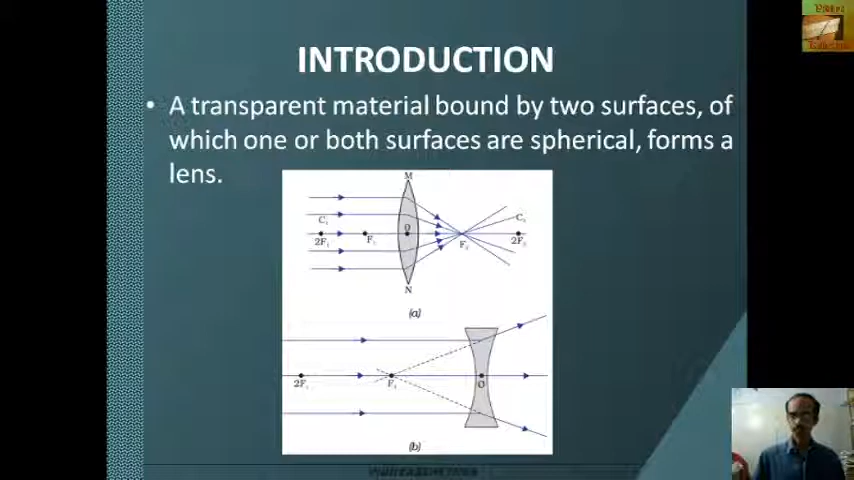 INTRODUCTION
• A transparent material bound by two surfaces, of
which one or both surfaces are spherical, forms a
lens.
M
C₁
C₂
O
2F₁
F₁
F₂
2F₂
N
(a)
2F₁
F₁
O
(b)